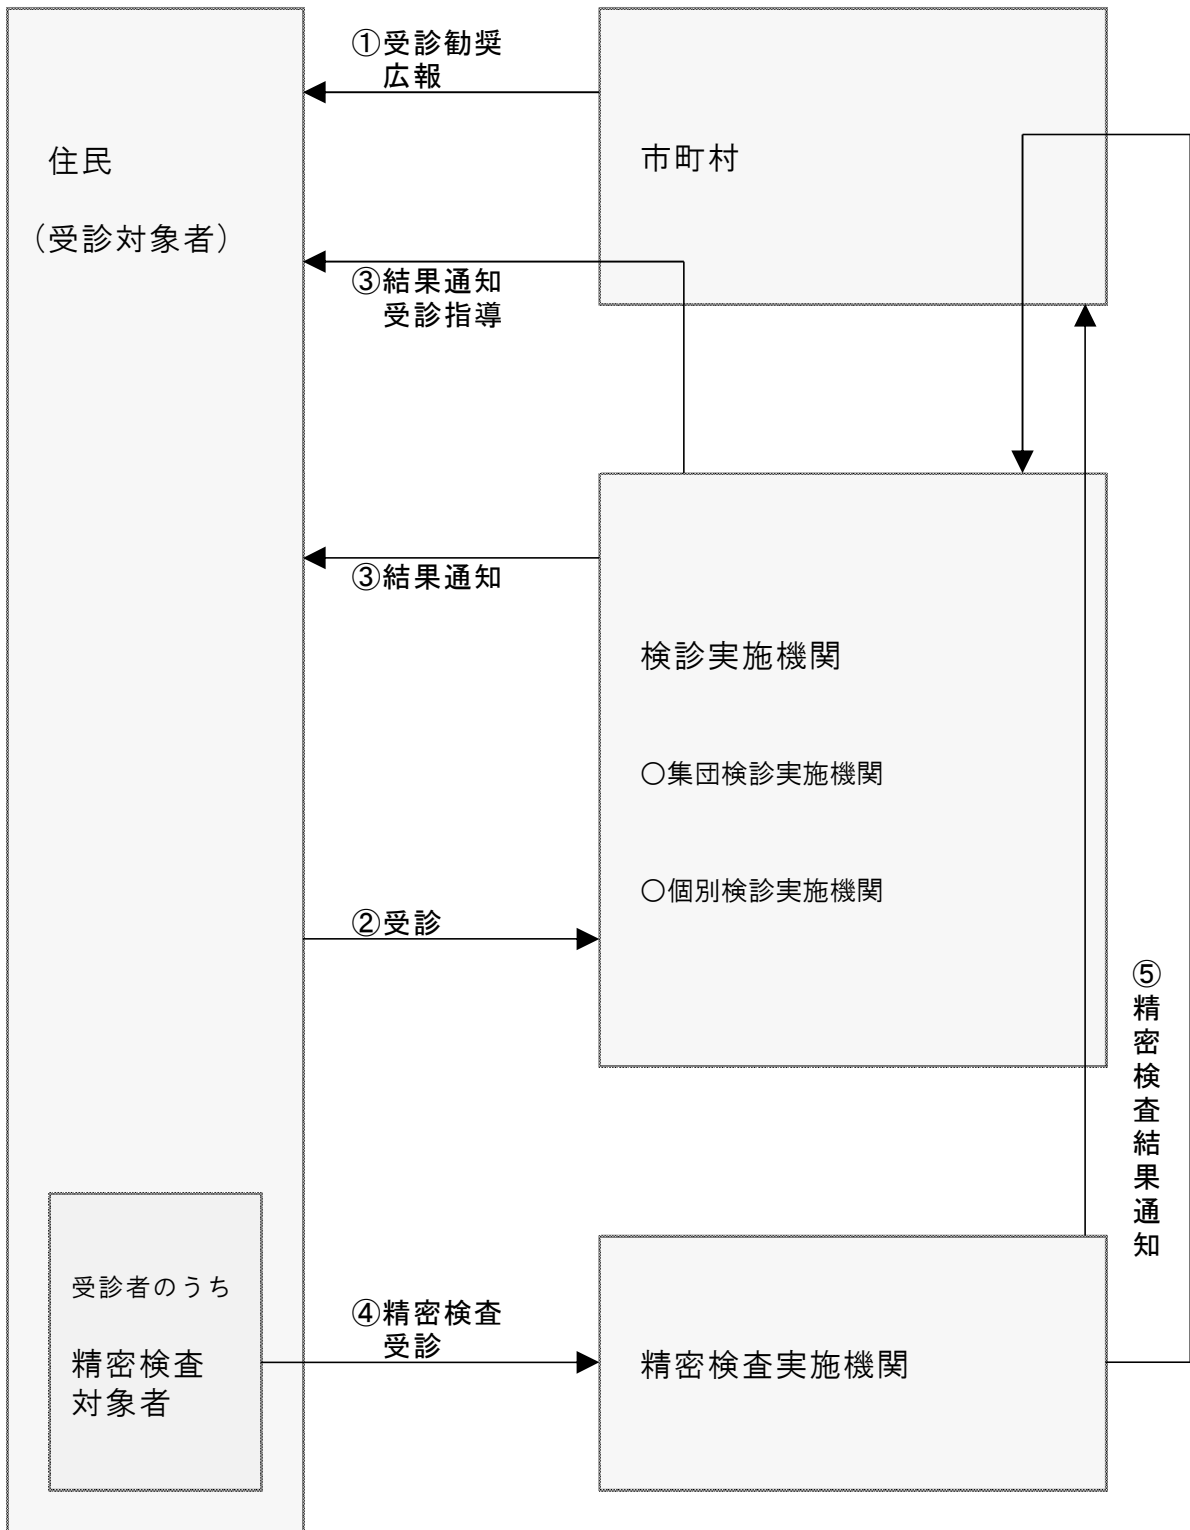 ①受診勧奨
広報
住民
（受診対象者）
市町村
③結果通知
受診指導
③結果通知
検診実施機関
〇集団検診実施機関
〇個別検診実施機関
②受診
⑤精密検査結果通知
受診者のうち
精密検査
対象者
④精密検査
受診
精密検査実施機関